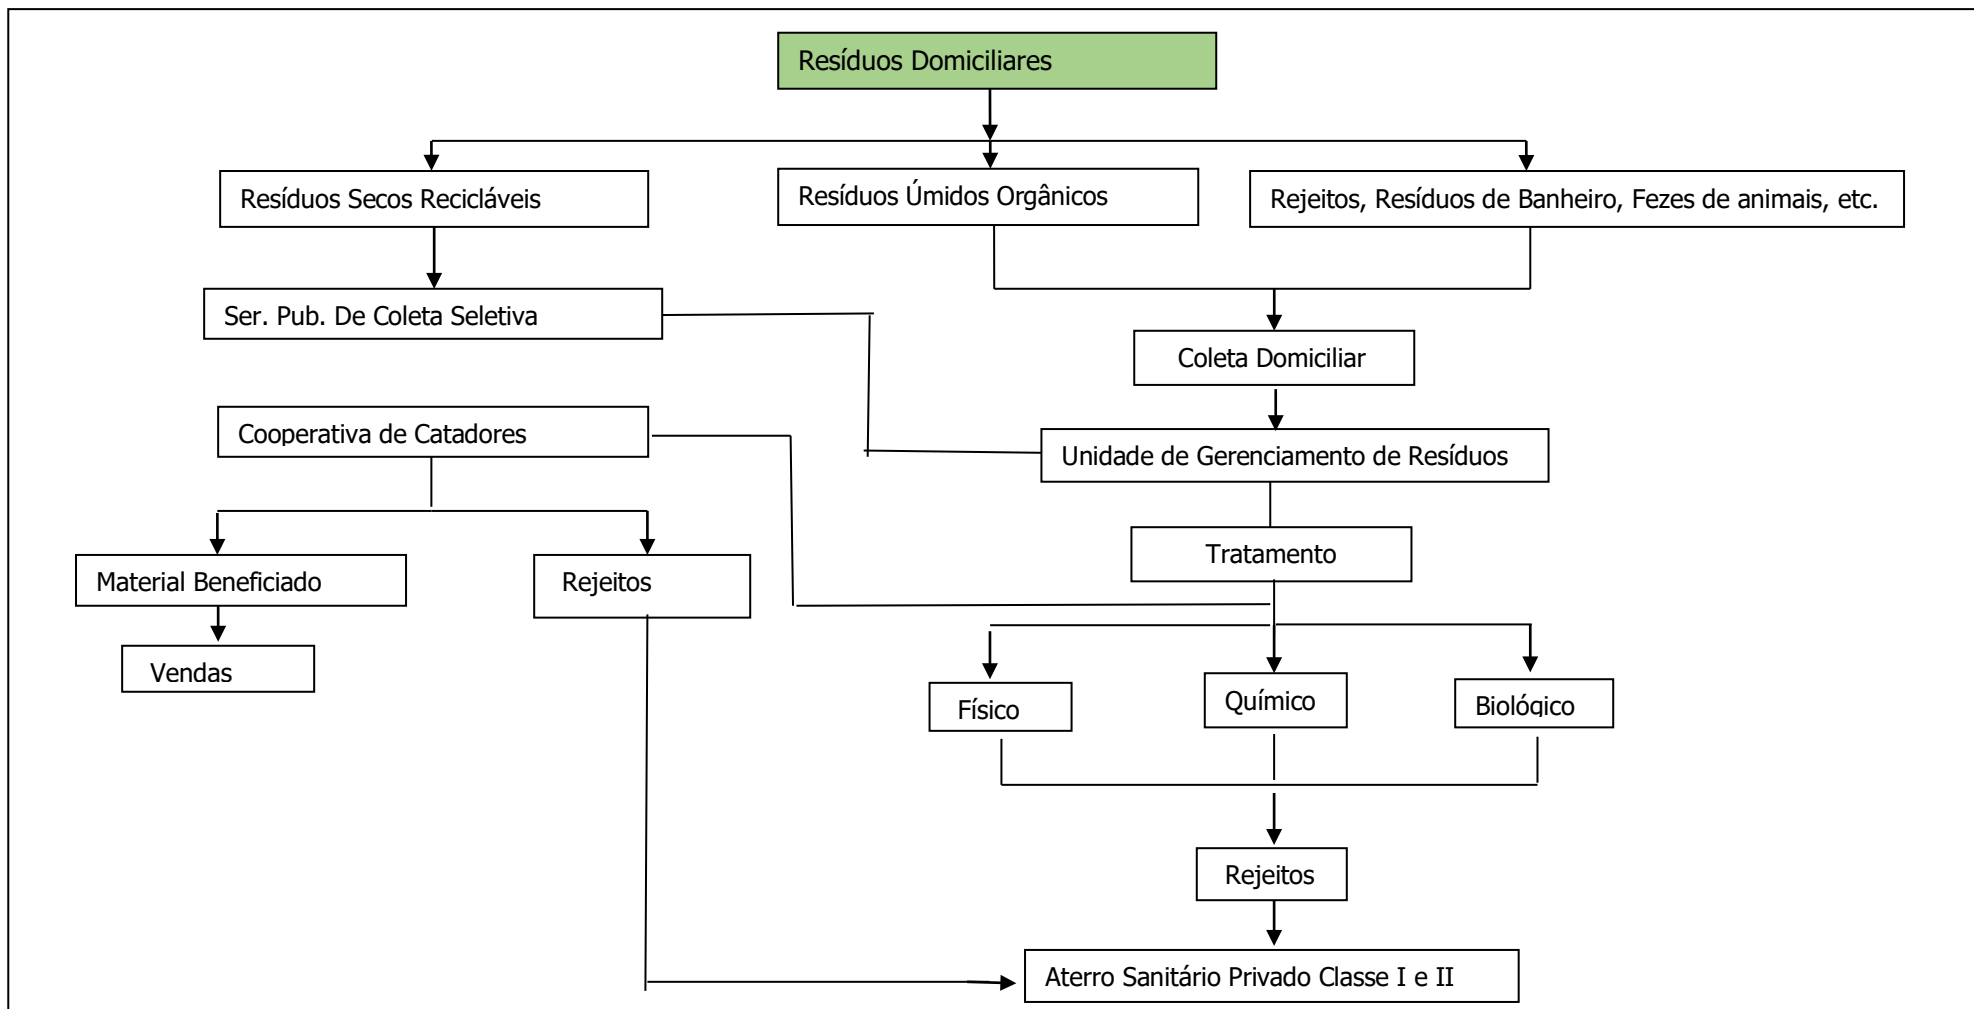 Resíduos Domiciliares
Resíduos Secos Recicláveis
Resíduos Úmidos Orgânicos
Rejeitos, Resíduos de Banheiro, Fezes de animais, etc.
Ser. Pub. De Coleta Seletiva
Coleta Domiciliar
Cooperativa de Catadores
Unidade de Gerenciamento de Resíduos
Tratamento
Material Beneficiado
Rejeitos
Vendas
Físico
Químico
Biológico
Rejeitos
Aterro Sanitário Privado Classe I e II